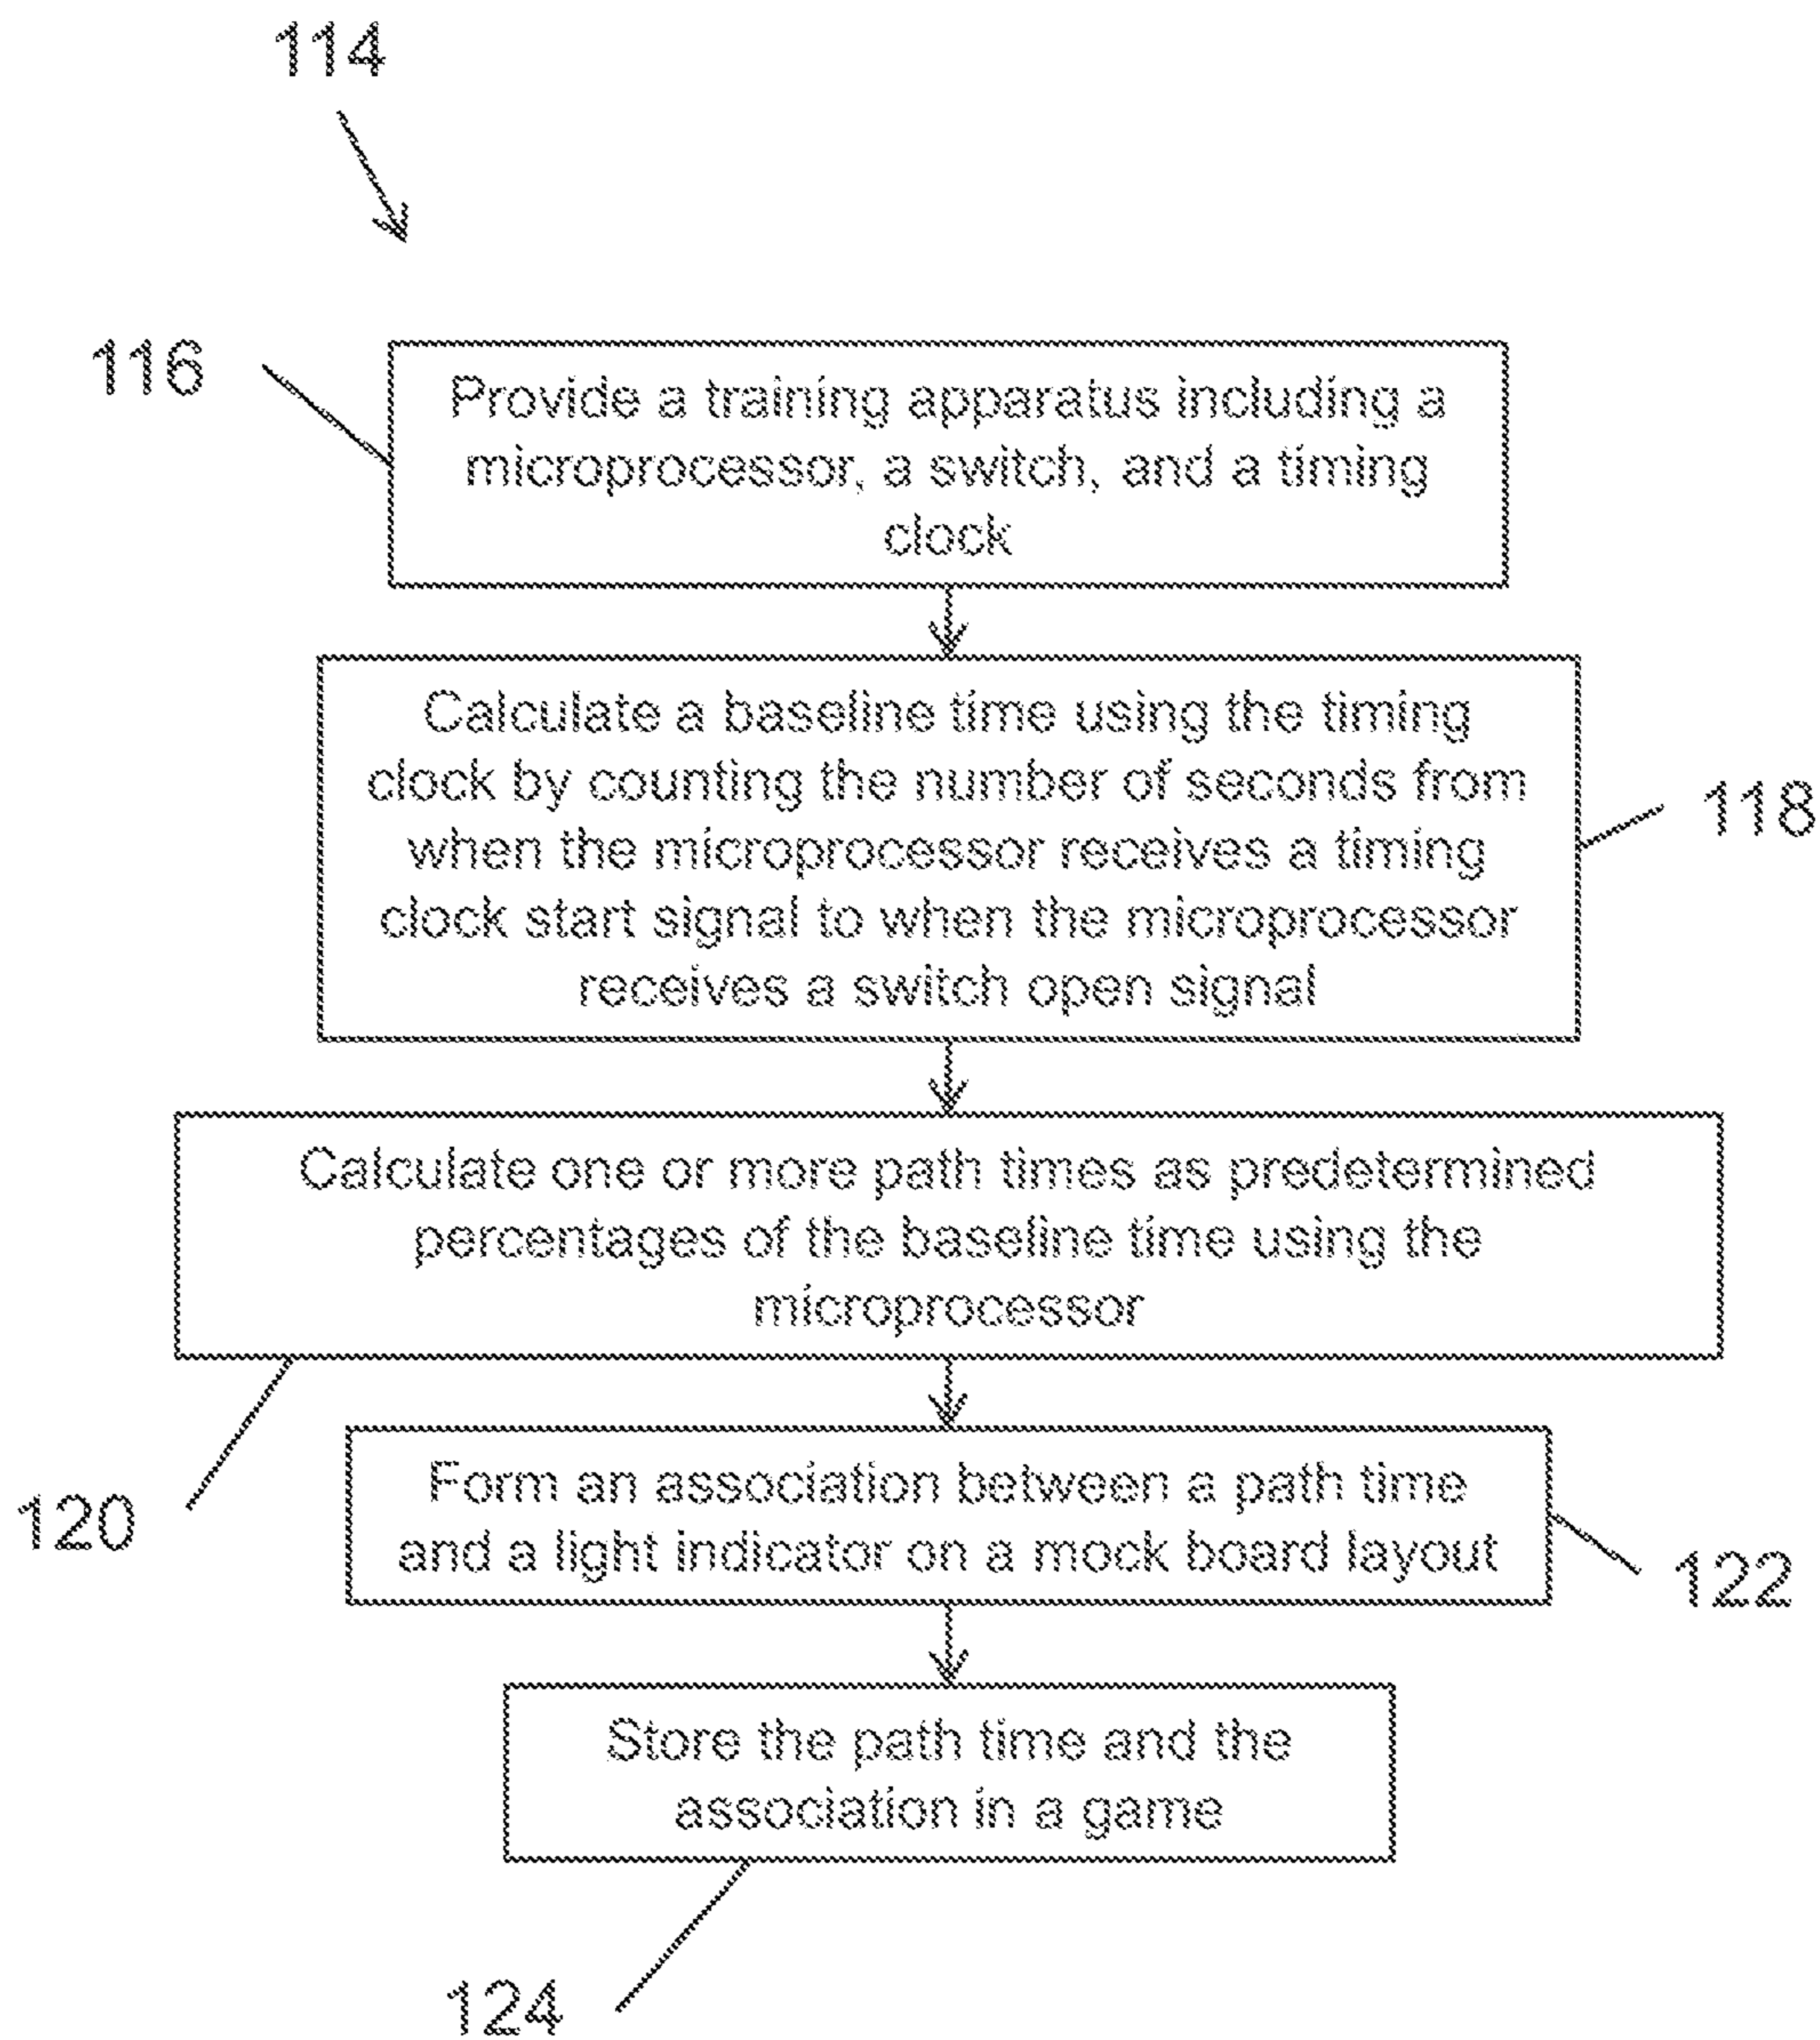 114
116
Provide a training apparatus including a
microprocessor, a switch, and a timing
clock
Calculate a baseline time using the timing
clock by counting the number of seconds from
when the microprocessor receives a timing
clock start signal to when the microprocessor
receives a switch open signal
118
Calculate one or more path times as predetermined
percentages of the baseline time using the
microprocessor
120
Form an association between a path time
and a light indicator on a mock board layout
122
Store the path time and the
association in a game
124